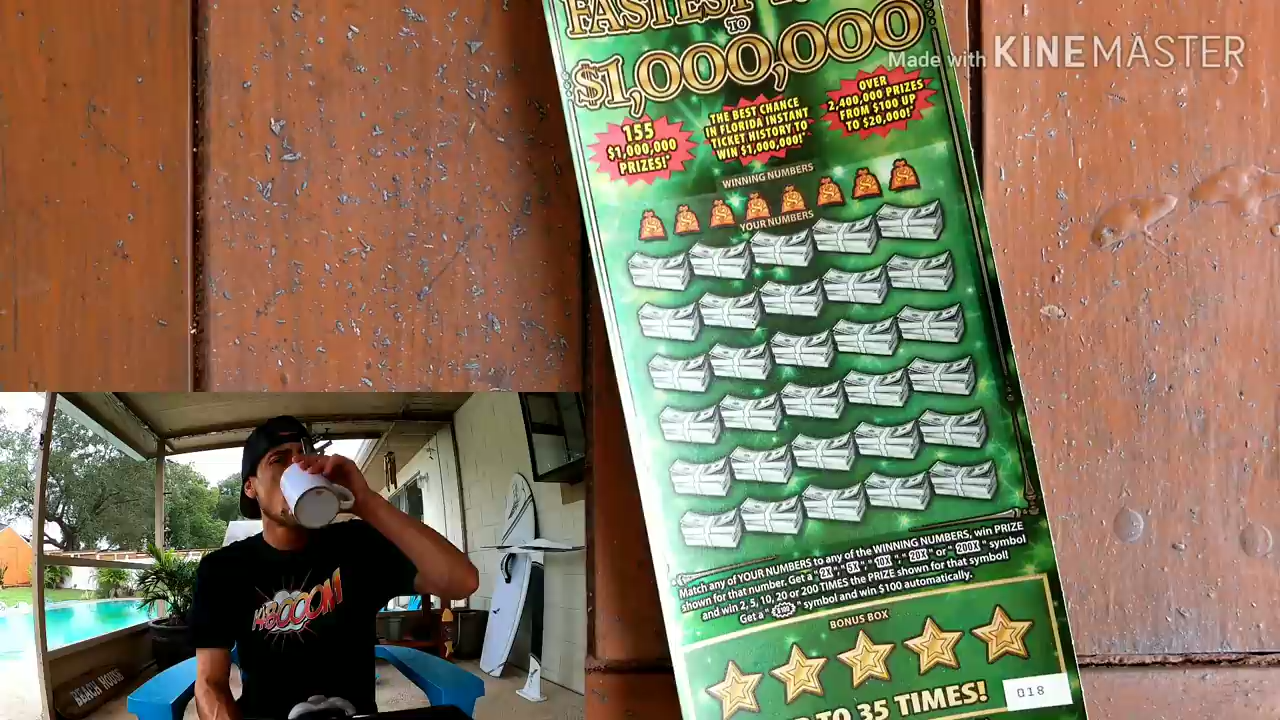 FASTEST
TO
$1,000,000
Made with KINEMASTER
155
$1,000,000
PRIZES!*
THE BEST CHANCE
IN FLORIDA INSTANT
TICKET HISTORY TO
WIN $1,000,000!*
OVER
2,400,000 PRIZES
FROM $100 UP
TO $20,000!*
WINNING NUMBERS
YOUR NUMBERS
Match any of YOUR NUMBERS to any of the WINNING NUMBERS, win PRIZE
shown for that number. Get a "2X", "5X", "10X", "20X" or "200X" symbol
and win 2, 5, 10, 20 or 200 TIMES the PRIZE shown for that symbol!
Get a "$100" symbol and win $100 automatically.
BONUS BOX
TO 35 TIMES!
018
KABOOOM
BEACH HOUSE